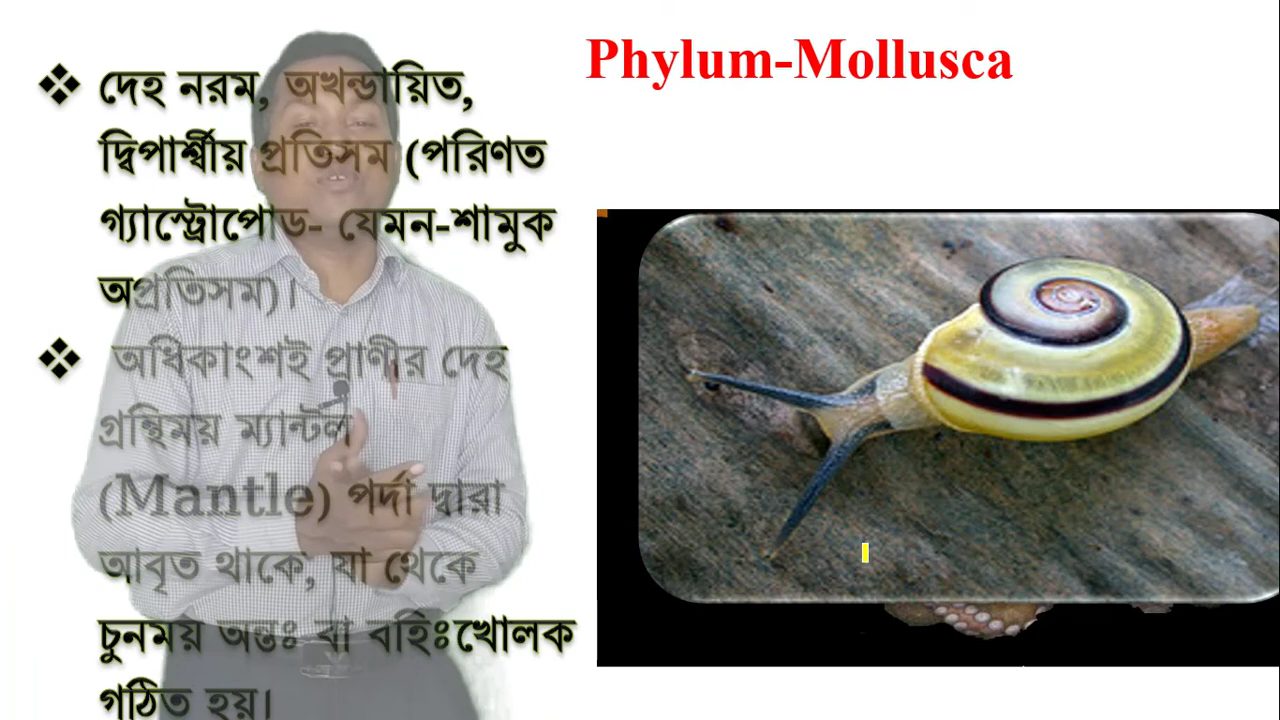 Phylum-Mollusca
❖ দেহ নরম, অখন্ডায়িত,
দ্বিপার্শ্বীয় প্রতিসম (পরিণত
গ্যাস্ট্রোপোড- যেমন-শামুক
অপ্রতিসম)।
❖ অধিকাংশই প্রাণীর দেহ
গ্রন্থিময় ম্যান্টল
(Mantle) পর্দা দ্বারা
আবৃত থাকে, যা থেকে
চুনময় অন্তঃ বা বহিঃখোলক
গঠিত হয়।